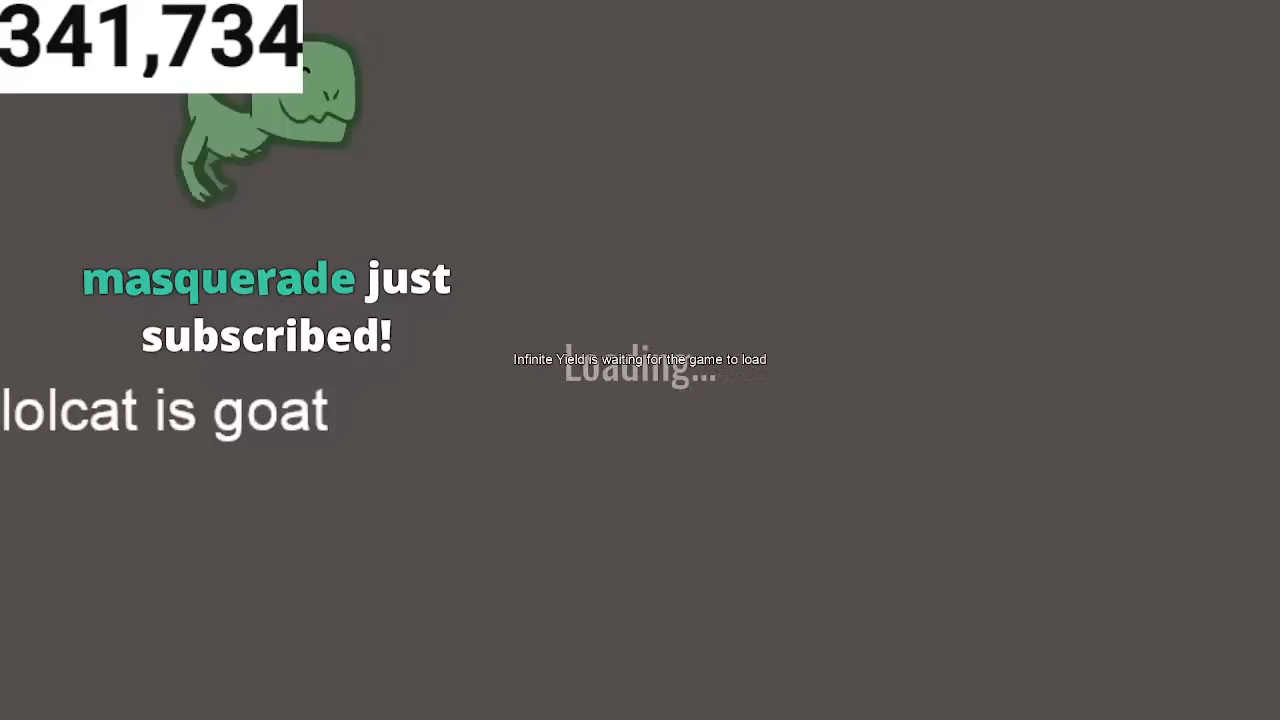 341,734
masquerade just
subscribed!
Infinite Yield is waiting for the game to load
Loading...
lolcat is goat